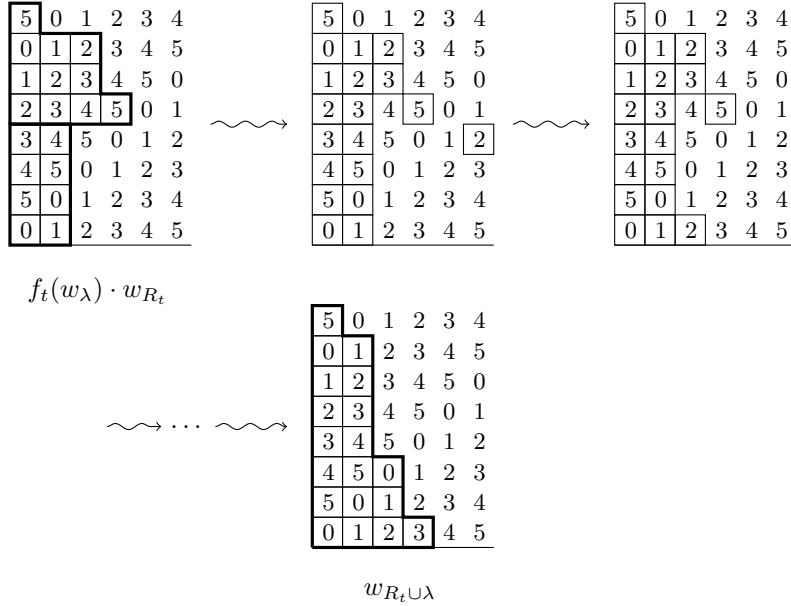 5 0 1 2 3 4 5 0 1 2 3 4 5 0 1 2 3 4
0 1 2 3 4 5 0 1 2 3 4 5 0 1 2 3 4 5
1 2 3 4 5 0 1 2 3 4 5 0 1 2 3 4 5 0
2 3 4 5 0 1 2 3 4 5 0 1 2 3 4 5 0 1
3 4 5 0 1 2 3 4 5 0 1 2 3 4 5 0 1 2
4 5 0 1 2 3 4 5 0 1 2 3 4 5 0 1 2 3
5 0 1 2 3 4 5 0 1 2 3 4 5 0 1 2 3 4
0 1 2 3 4 5 0 1 2 3 4 5 0 1 2 3 4 5
f_t(w_λ) · w_{R_t}
5 0 1 2 3 4
0 1 2 3 4 5
1 2 3 4 5 0
2 3 4 5 0 1
· · · 3 4 5 0 1 2
4 5 0 1 2 3
5 0 1 2 3 4
0 1 2 3 4 5
w_{R_t∪λ}